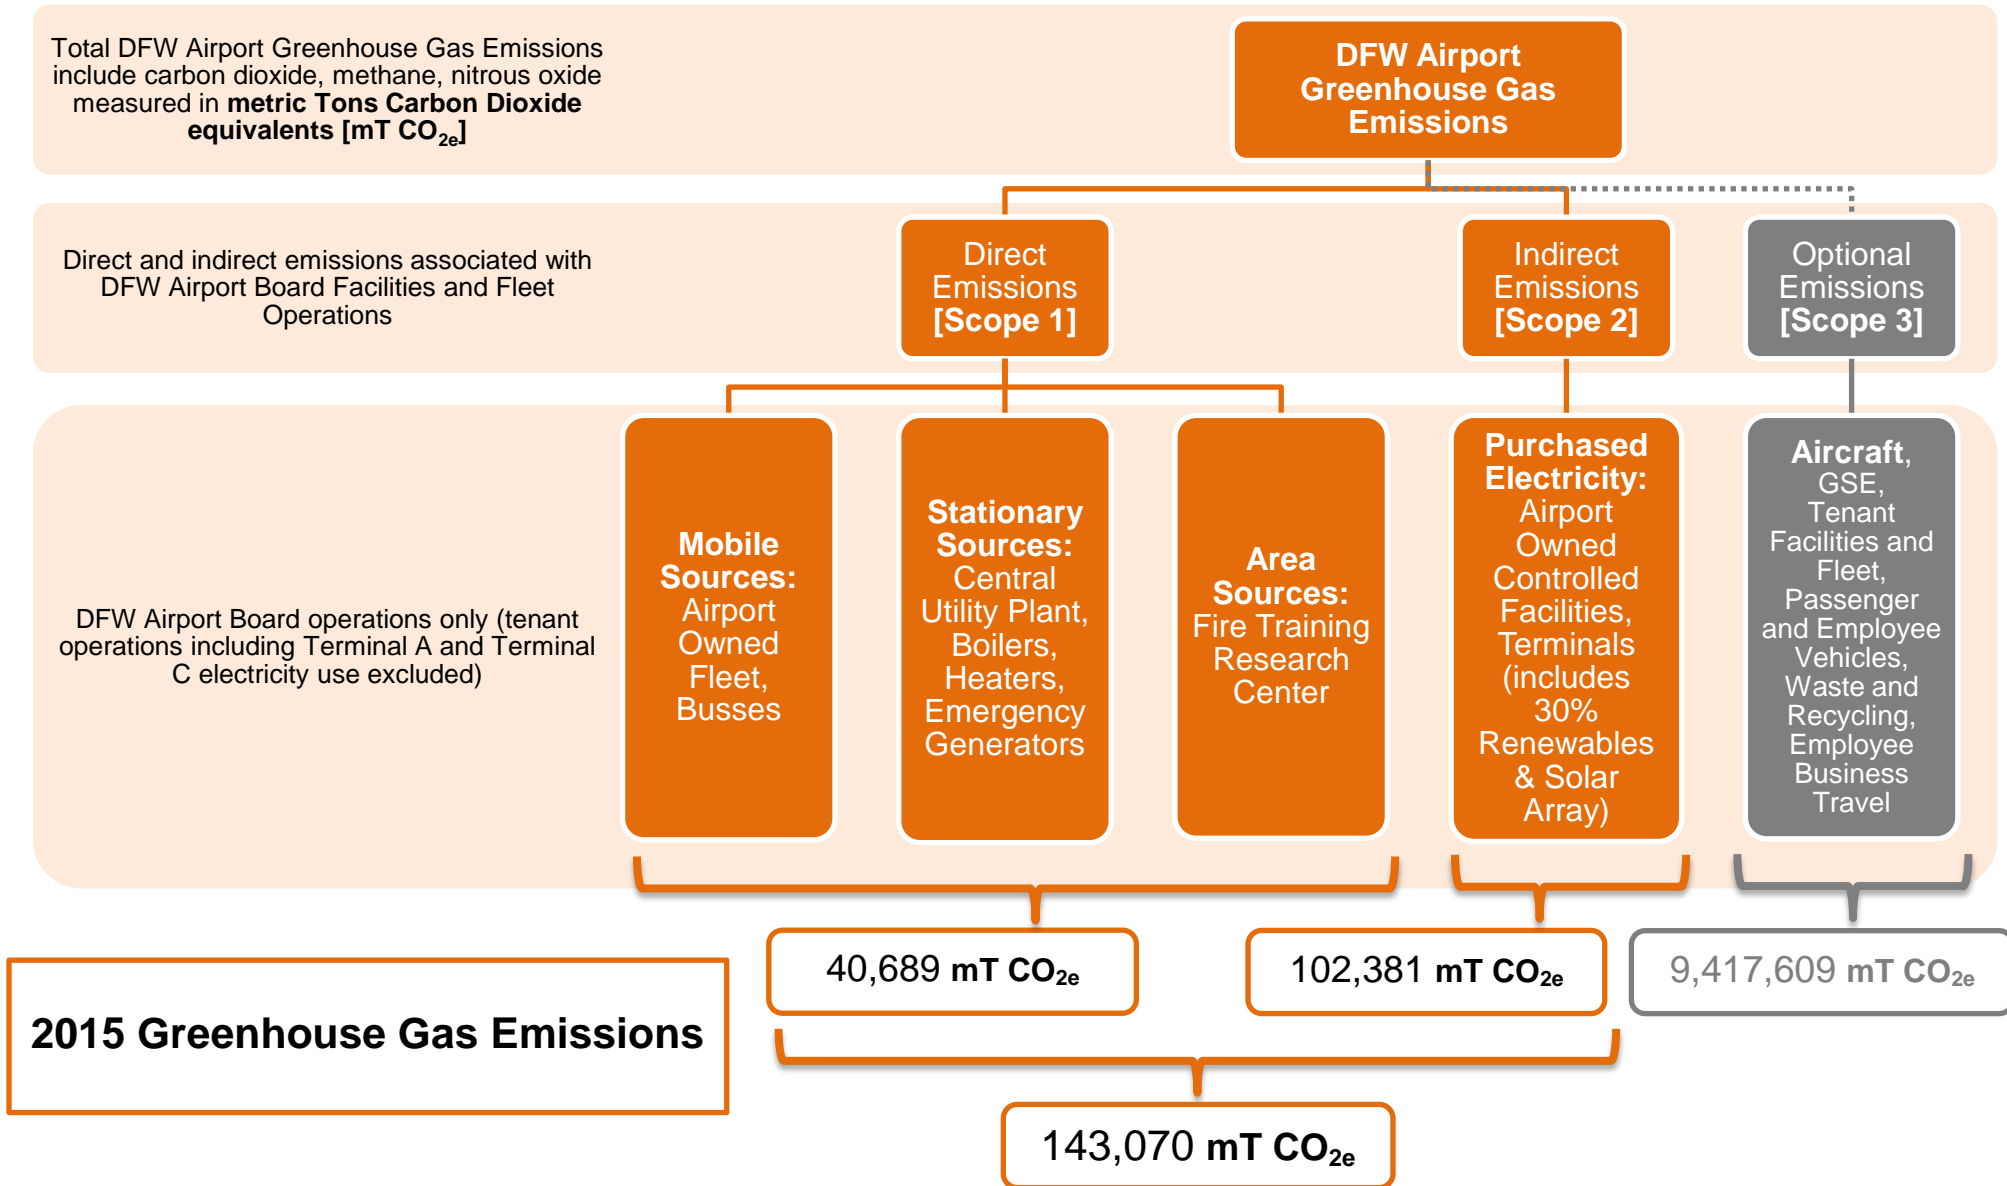 Total DFW Airport Greenhouse Gas Emissions
include carbon dioxide, methane, nitrous oxide
measured in metric Tons Carbon Dioxide
equivalents [mT CO2e]
DFW Airport
Greenhouse Gas
Emissions
Direct and indirect emissions associated with
DFW Airport Board Facilities and Fleet
Operations
Direct
Emissions
[Scope 1]
Indirect
Emissions
[Scope 2]
Optional
Emissions
[Scope 3]
DFW Airport Board operations only (tenant
operations including Terminal A and Terminal
C electricity use excluded)
Mobile
Sources:
Airport
Owned
Fleet,
Busses
Stationary
Sources:
Central
Utility Plant,
Boilers,
Heaters,
Emergency
Generators
Area
Sources:
Fire Training
Research
Center
Purchased
Electricity:
Airport
Owned
Controlled
Facilities,
Terminals
(includes
30%
Renewables
& Solar
Array)
Aircraft,
GSE,
Tenant
Facilities and
Fleet,
Passenger
and Employee
Vehicles,
Waste and
Recycling,
Employee
Business
Travel
40,689 mT CO2e
102,381 mT CO2e
9,417,609 mT CO2e
2015 Greenhouse Gas Emissions
143,070 mT CO2e